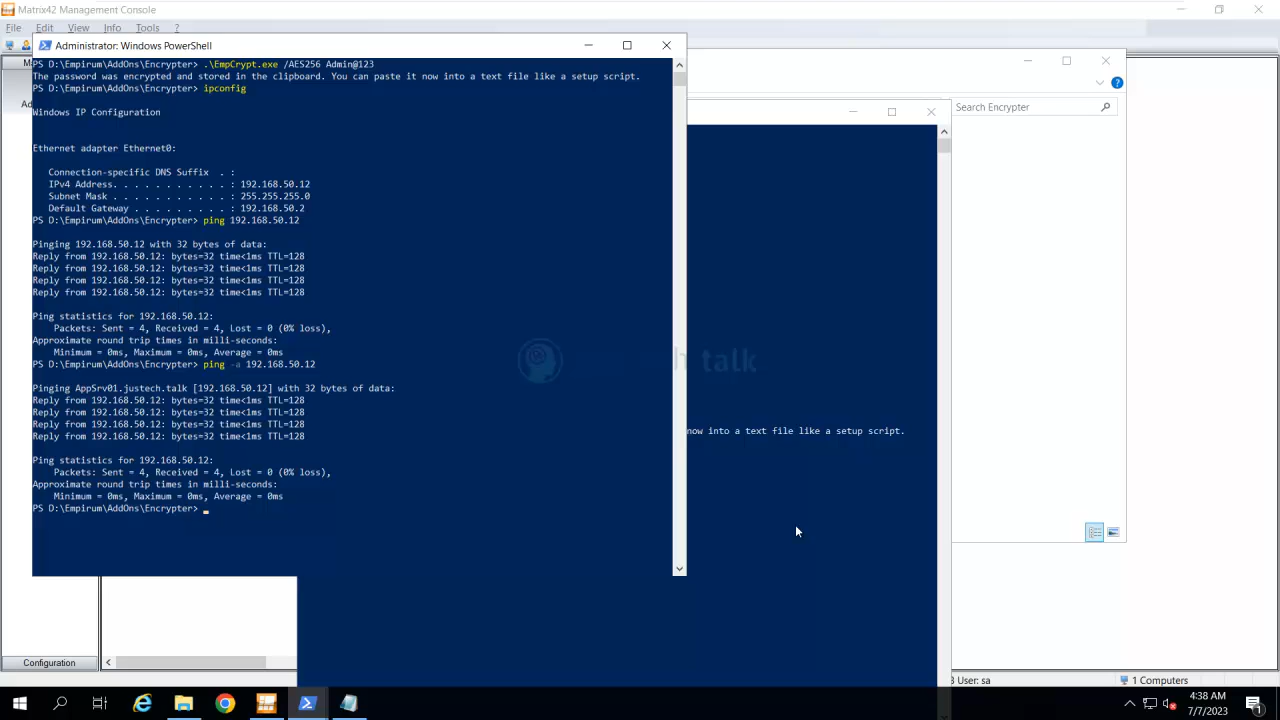 Matrix42 Management Console
File Edit View Info Tools ?
Administrator: Windows PowerShell
PS D:\Empirum\AddOns\Encrypter> .\EmpCrypt.exe /AES256 Admin@123
The password was encrypted and stored in the clipboard. You can paste it now into a text file like a setup script.
PS D:\Empirum\AddOns\Encrypter> ipconfig
Windows IP Configuration
Ethernet adapter Ethernet0:
Connection-specific DNS Suffix . :
IPv4 Address. . . . . . . . . . . : 192.168.50.12
Subnet Mask . . . . . . . . . . . : 255.255.255.0
Default Gateway . . . . . . . . . : 192.168.50.2
PS D:\Empirum\AddOns\Encrypter> ping 192.168.50.12
Pinging 192.168.50.12 with 32 bytes of data:
Reply from 192.168.50.12: bytes=32 time<1ms TTL=128
Reply from 192.168.50.12: bytes=32 time<1ms TTL=128
Reply from 192.168.50.12: bytes=32 time<1ms TTL=128
Reply from 192.168.50.12: bytes=32 time<1ms TTL=128
Ping statistics for 192.168.50.12:
Packets: Sent = 4, Received = 4, Lost = 0 (0% loss),
Approximate round trip times in milli-seconds:
Minimum = 0ms, Maximum = 0ms, Average = 0ms
PS D:\Empirum\AddOns\Encrypter> ping -a 192.168.50.12
Pinging AppSrv01.justech.talk [192.168.50.12] with 32 bytes of data:
Reply from 192.168.50.12: bytes=32 time<1ms TTL=128
Reply from 192.168.50.12: bytes=32 time<1ms TTL=128
Reply from 192.168.50.12: bytes=32 time<1ms TTL=128
Reply from 192.168.50.12: bytes=32 time<1ms TTL=128
Ping statistics for 192.168.50.12:
Packets: Sent = 4, Received = 4, Lost = 0 (0% loss),
Approximate round trip times in milli-seconds:
Minimum = 0ms, Maximum = 0ms, Average = 0ms
PS D:\Empirum\AddOns\Encrypter>
Search Encrypter
h talk
now into a text file like a setup script.
Configuration
User: sa
1 Computers
4:38 AM
7/7/2023
1